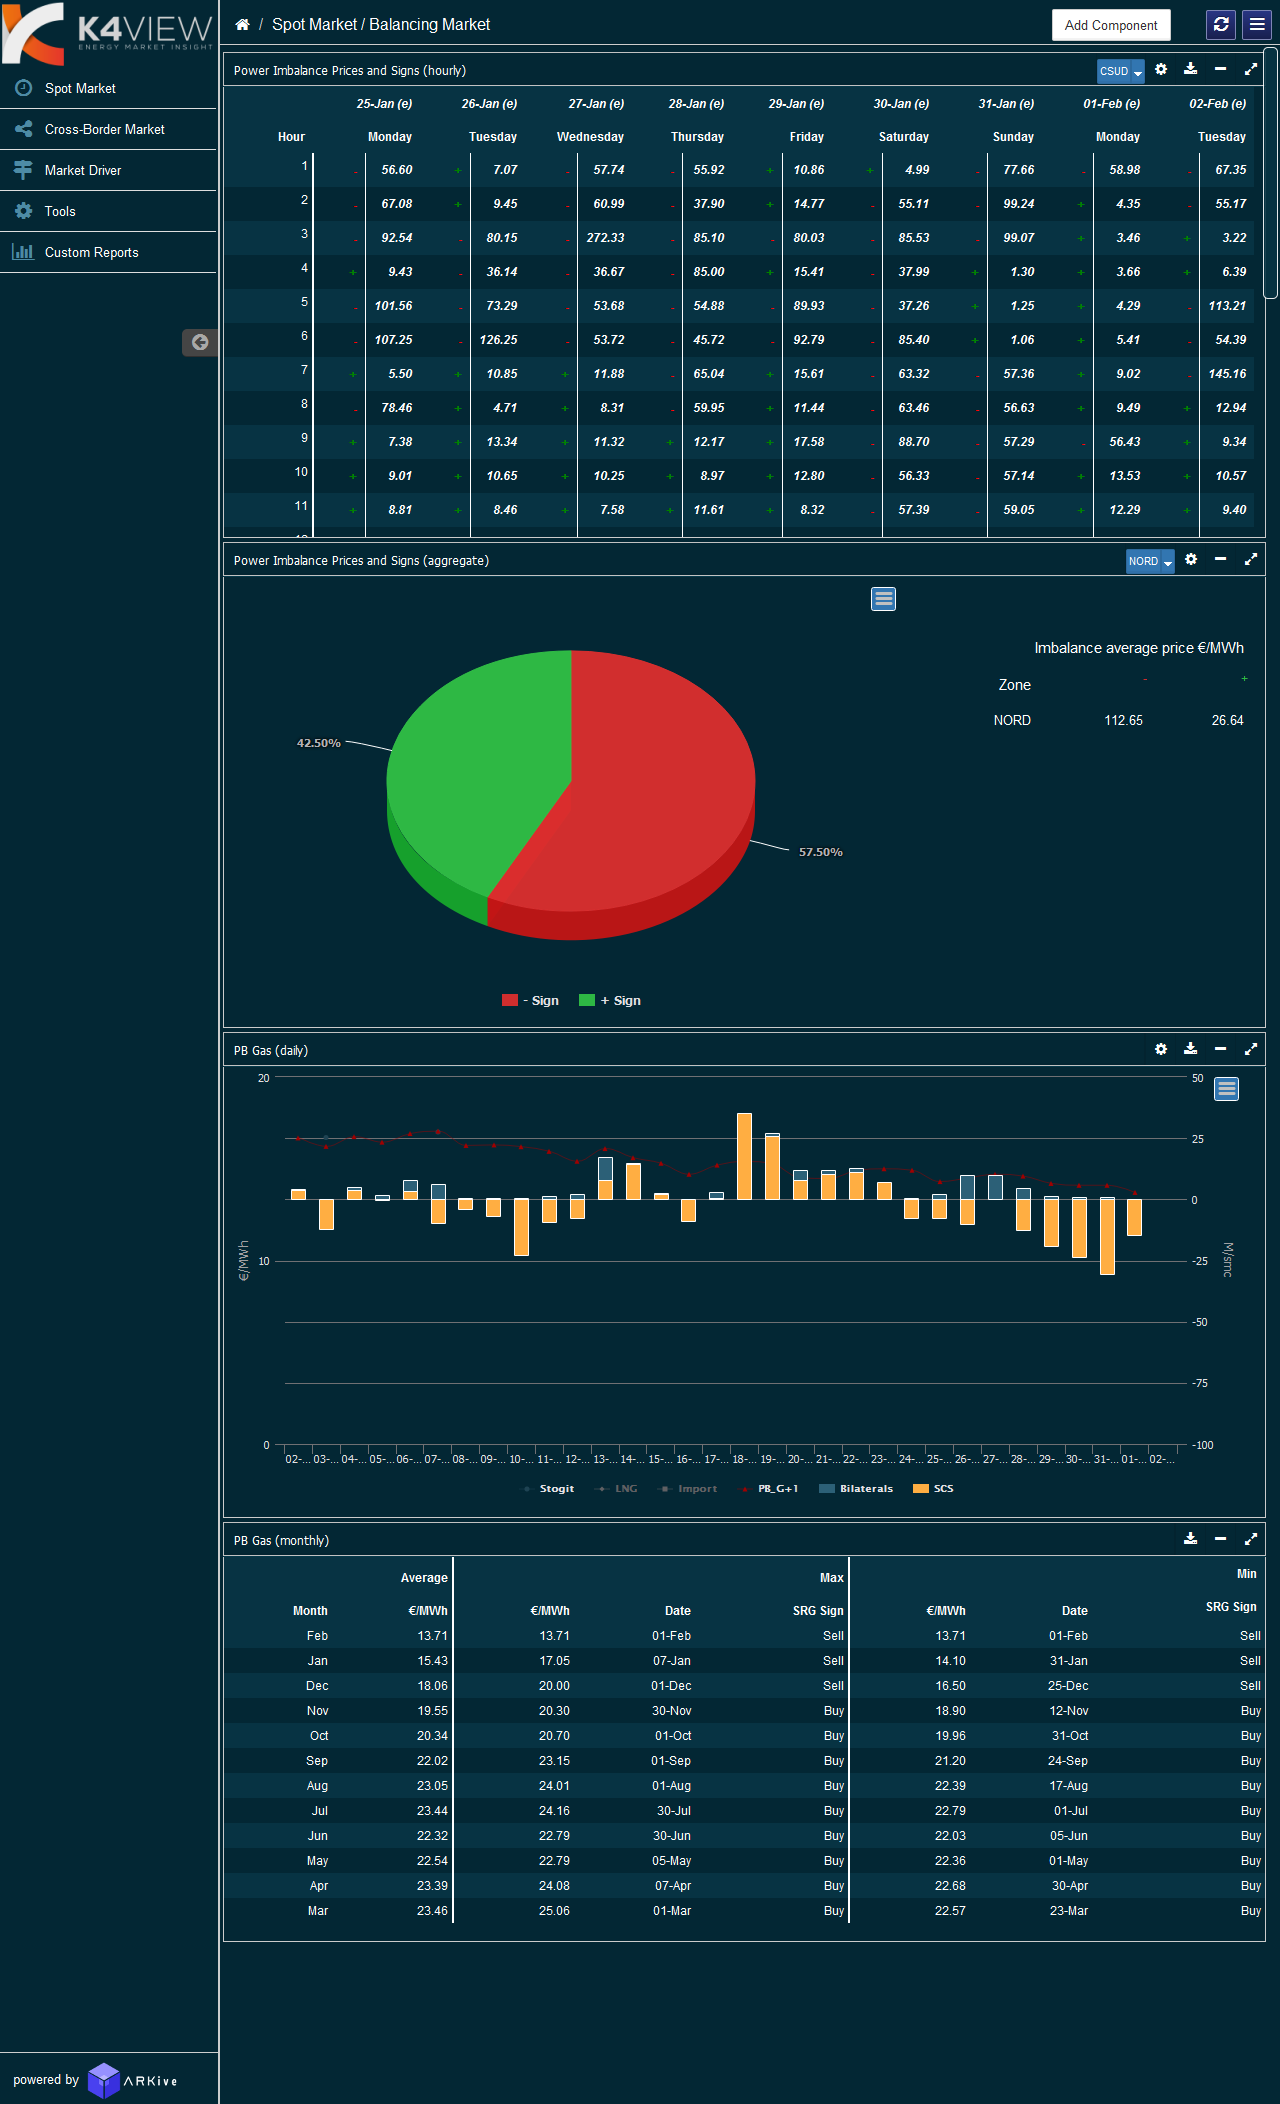 K4VIEW
ENERGY MARKET INSIGHT
Spot Market
Cross-Border Market
Market Driver
Tools
Custom Reports
/ Spot Market / Balancing Market
Add Component
Power Imbalance Prices and Signs (hourly)
CSUD
25-Jan (e) 26-Jan (e) 27-Jan (e) 28-Jan (e) 29-Jan (e) 30-Jan (e) 31-Jan (e) 01-Feb (e) 02-Feb (e)
Hour Monday Tuesday Wednesday Thursday Friday Saturday Sunday Monday Tuesday
1 - 56.60 + 7.07 - 57.74 - 55.92 + 10.86 + 4.99 - 77.66 - 58.98 - 67.35
2 - 67.08 + 9.45 - 60.99 - 37.90 + 14.77 - 55.11 - 99.24 + 4.35 - 55.17
3 - 92.54 - 80.15 - 272.33 - 85.10 - 80.03 - 85.53 - 99.07 + 3.46 + 3.22
4 + 9.43 - 36.14 - 36.67 - 85.00 + 15.41 - 37.99 + 1.30 + 3.66 + 6.39
5 - 101.56 - 73.29 - 53.68 - 54.88 - 89.93 - 37.26 + 1.25 + 4.29 - 113.21
6 - 107.25 - 126.25 - 53.72 - 45.72 - 92.79 - 85.40 + 1.06 + 5.41 - 54.39
7 + 5.50 + 10.85 + 11.88 - 65.04 + 15.61 - 63.32 - 57.36 + 9.02 - 145.16
8 - 78.46 + 4.71 + 8.31 - 59.95 + 11.44 - 63.46 - 56.63 + 9.49 + 12.94
9 + 7.38 + 13.34 + 11.32 + 12.17 + 17.58 - 88.70 - 57.29 - 56.43 + 9.34
10 + 9.01 + 10.65 + 10.25 + 8.97 + 12.80 - 56.33 - 57.14 + 13.53 + 10.57
11 + 8.81 + 8.46 + 7.58 + 11.61 + 8.32 - 57.39 - 59.05 + 12.29 + 9.40
Power Imbalance Prices and Signs (aggregate)
NORD
Imbalance average price €/MWh
Zone - +
NORD 112.65 26.64
42.50%
57.50%
- Sign + Sign
PB Gas (daily)
20 50
25
0
€/MWh 10 -25 M/smc
-50
-75
0 -100
02-... 03-... 04-... 05-... 06-... 07-... 08-... 09-... 10-... 11-... 12-... 13-... 14-... 15-... 16-... 17-... 18-... 19-... 20-... 21-... 22-... 23-... 24-... 25-... 26-... 27-... 28-... 29-... 30-... 31-... 01-... 02-...
Stogit LNG Import PB_G+1 Bilaterals SCS
PB Gas (monthly)
Average Max Min
Month €/MWh €/MWh Date SRG Sign €/MWh Date SRG Sign
Feb 13.71 13.71 01-Feb Sell 13.71 01-Feb Sell
Jan 15.43 17.05 07-Jan Sell 14.10 31-Jan Sell
Dec 18.06 20.00 01-Dec Sell 16.50 25-Dec Sell
Nov 19.55 20.30 30-Nov Buy 18.90 12-Nov Buy
Oct 20.34 20.70 01-Oct Buy 19.96 31-Oct Buy
Sep 22.02 23.15 01-Sep Buy 21.20 24-Sep Buy
Aug 23.05 24.01 01-Aug Buy 22.39 17-Aug Buy
Jul 23.44 24.16 30-Jul Buy 22.79 01-Jul Buy
Jun 22.32 22.79 30-Jun Buy 22.03 05-Jun Buy
May 22.54 22.79 05-May Buy 22.36 01-May Buy
Apr 23.39 24.08 07-Apr Buy 22.68 30-Apr Buy
Mar 23.46 25.06 01-Mar Buy 22.57 23-Mar Buy
powered by ARKive